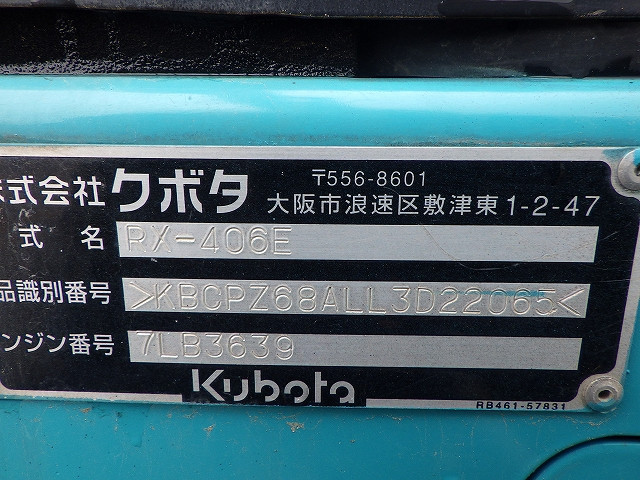 株式会社 クボタ 〒556-8601
大阪市浪速区敷津東1-2-47
式名 RX-406E
品識別番号 >KBCPZ68ALL3D22065<
ンジン番号 7LB3639
Kubota
RB461-57831